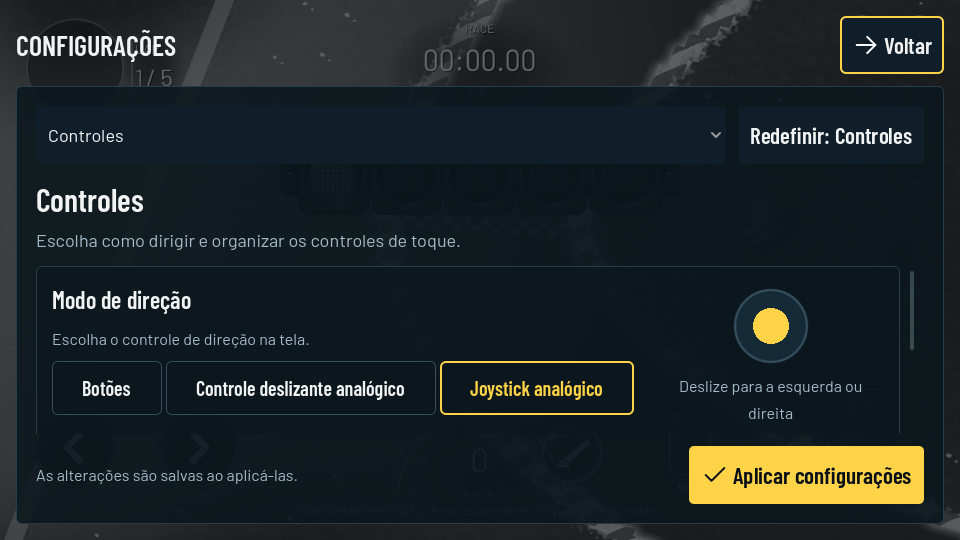 CONFIGURAÇÕES
RACE
00:00.00
1/5
Voltar
Controles
Redefinir: Controles
Controles
Escolha como dirigir e organizar os controles de toque.
Modo de direção
Escolha o controle de direção na tela.
Botões
Controle deslizante analógico
Joystick analógico
Deslize para a esquerda ou
direita
0
As alterações são salvas ao aplicá-las.
Aplicar configurações